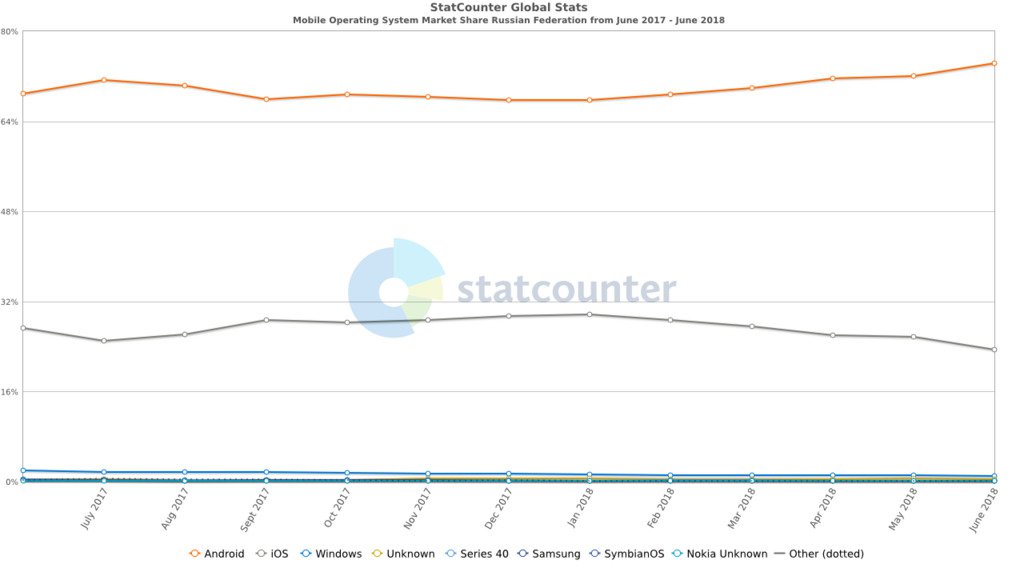 StatCounter Global Stats
Mobile Operating System Market Share Russian Federation from June 2017 - June 2018
80%
64%
48%
statcounter
32%
16%
0%
July 2017
Aug 2017
Sept 2017
Oct 2017
Nov 2017
Dec 2017
Jan 2018
Feb 2018
Mar 2018
Apr 2018
May 2018
June 2018
Android iOS Windows Unknown Series 40 Samsung SymbianOS Nokia Unknown Other (dotted)